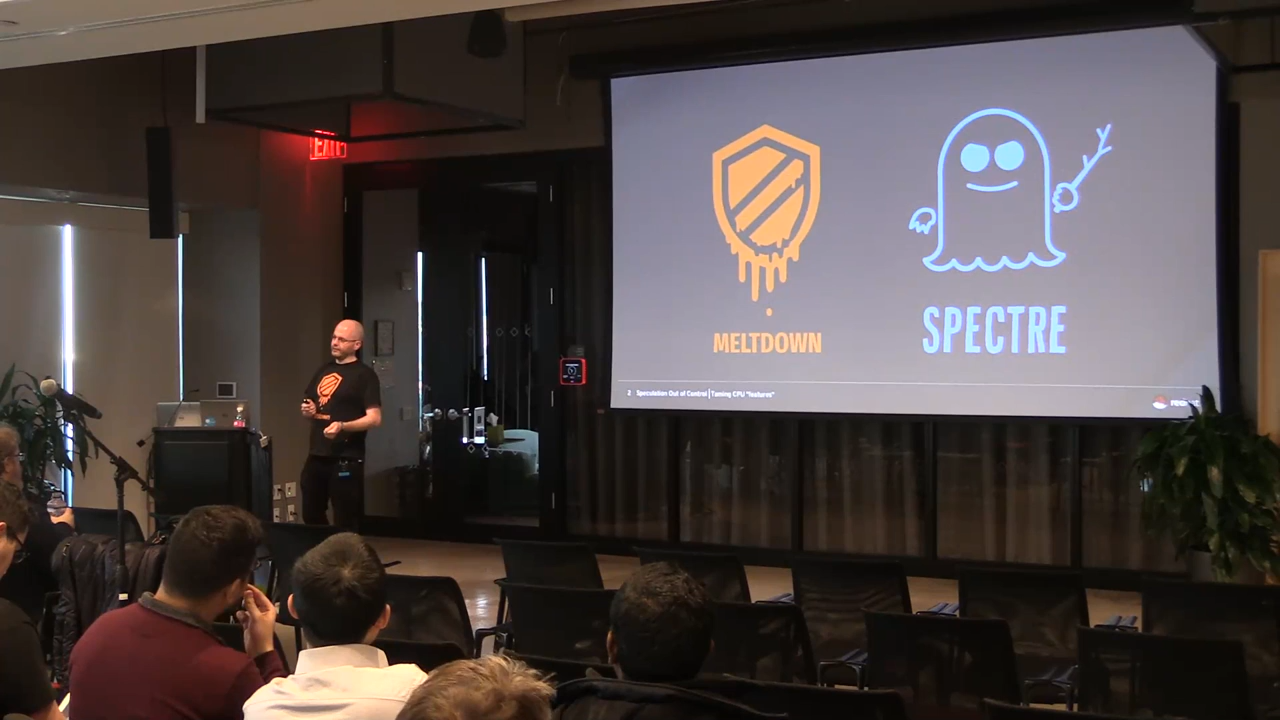 EXIT
MELTDOWN
SPECTRE
2 Speculation Out of Control | Taming CPU "features"